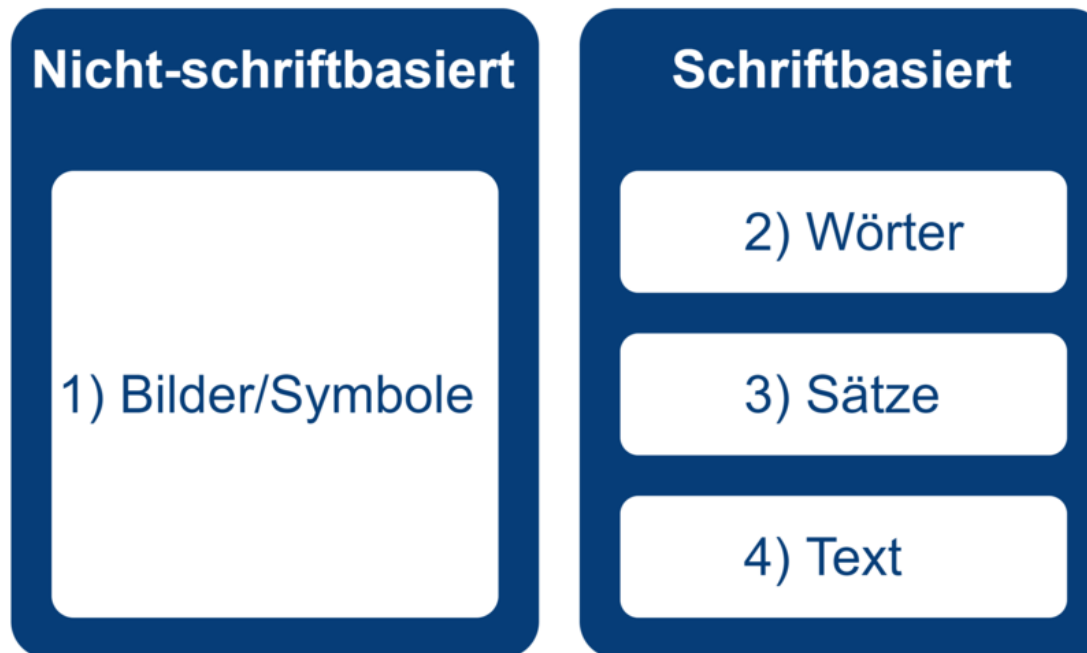 Nicht-schriftbasiert
1) Bilder/Symbole
Schriftbasiert
2) Wörter
3) Sätze
4) Text